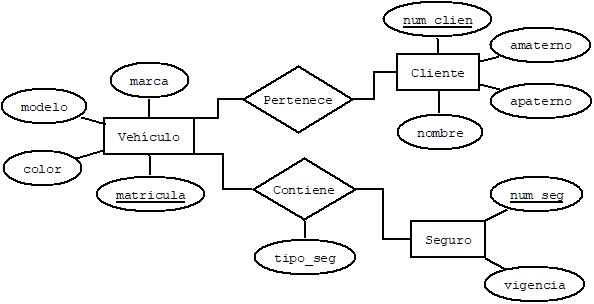 num_clien
amaterno
marca
Cliente
Pertenece
modelo
apaterno
Vehículo
nombre
color
Contiene
matricula
num_seg
Seguro
tipo_seg
vigencia